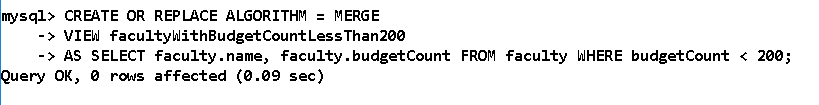 mysql> CREATE OR REPLACE ALGORITHM = MERGE
    -> VIEW facultyWithBudgetCountLessThan200
    -> AS SELECT faculty.name, faculty.budgetCount FROM faculty WHERE budgetCount < 200;
Query OK, 0 rows affected (0.09 sec)